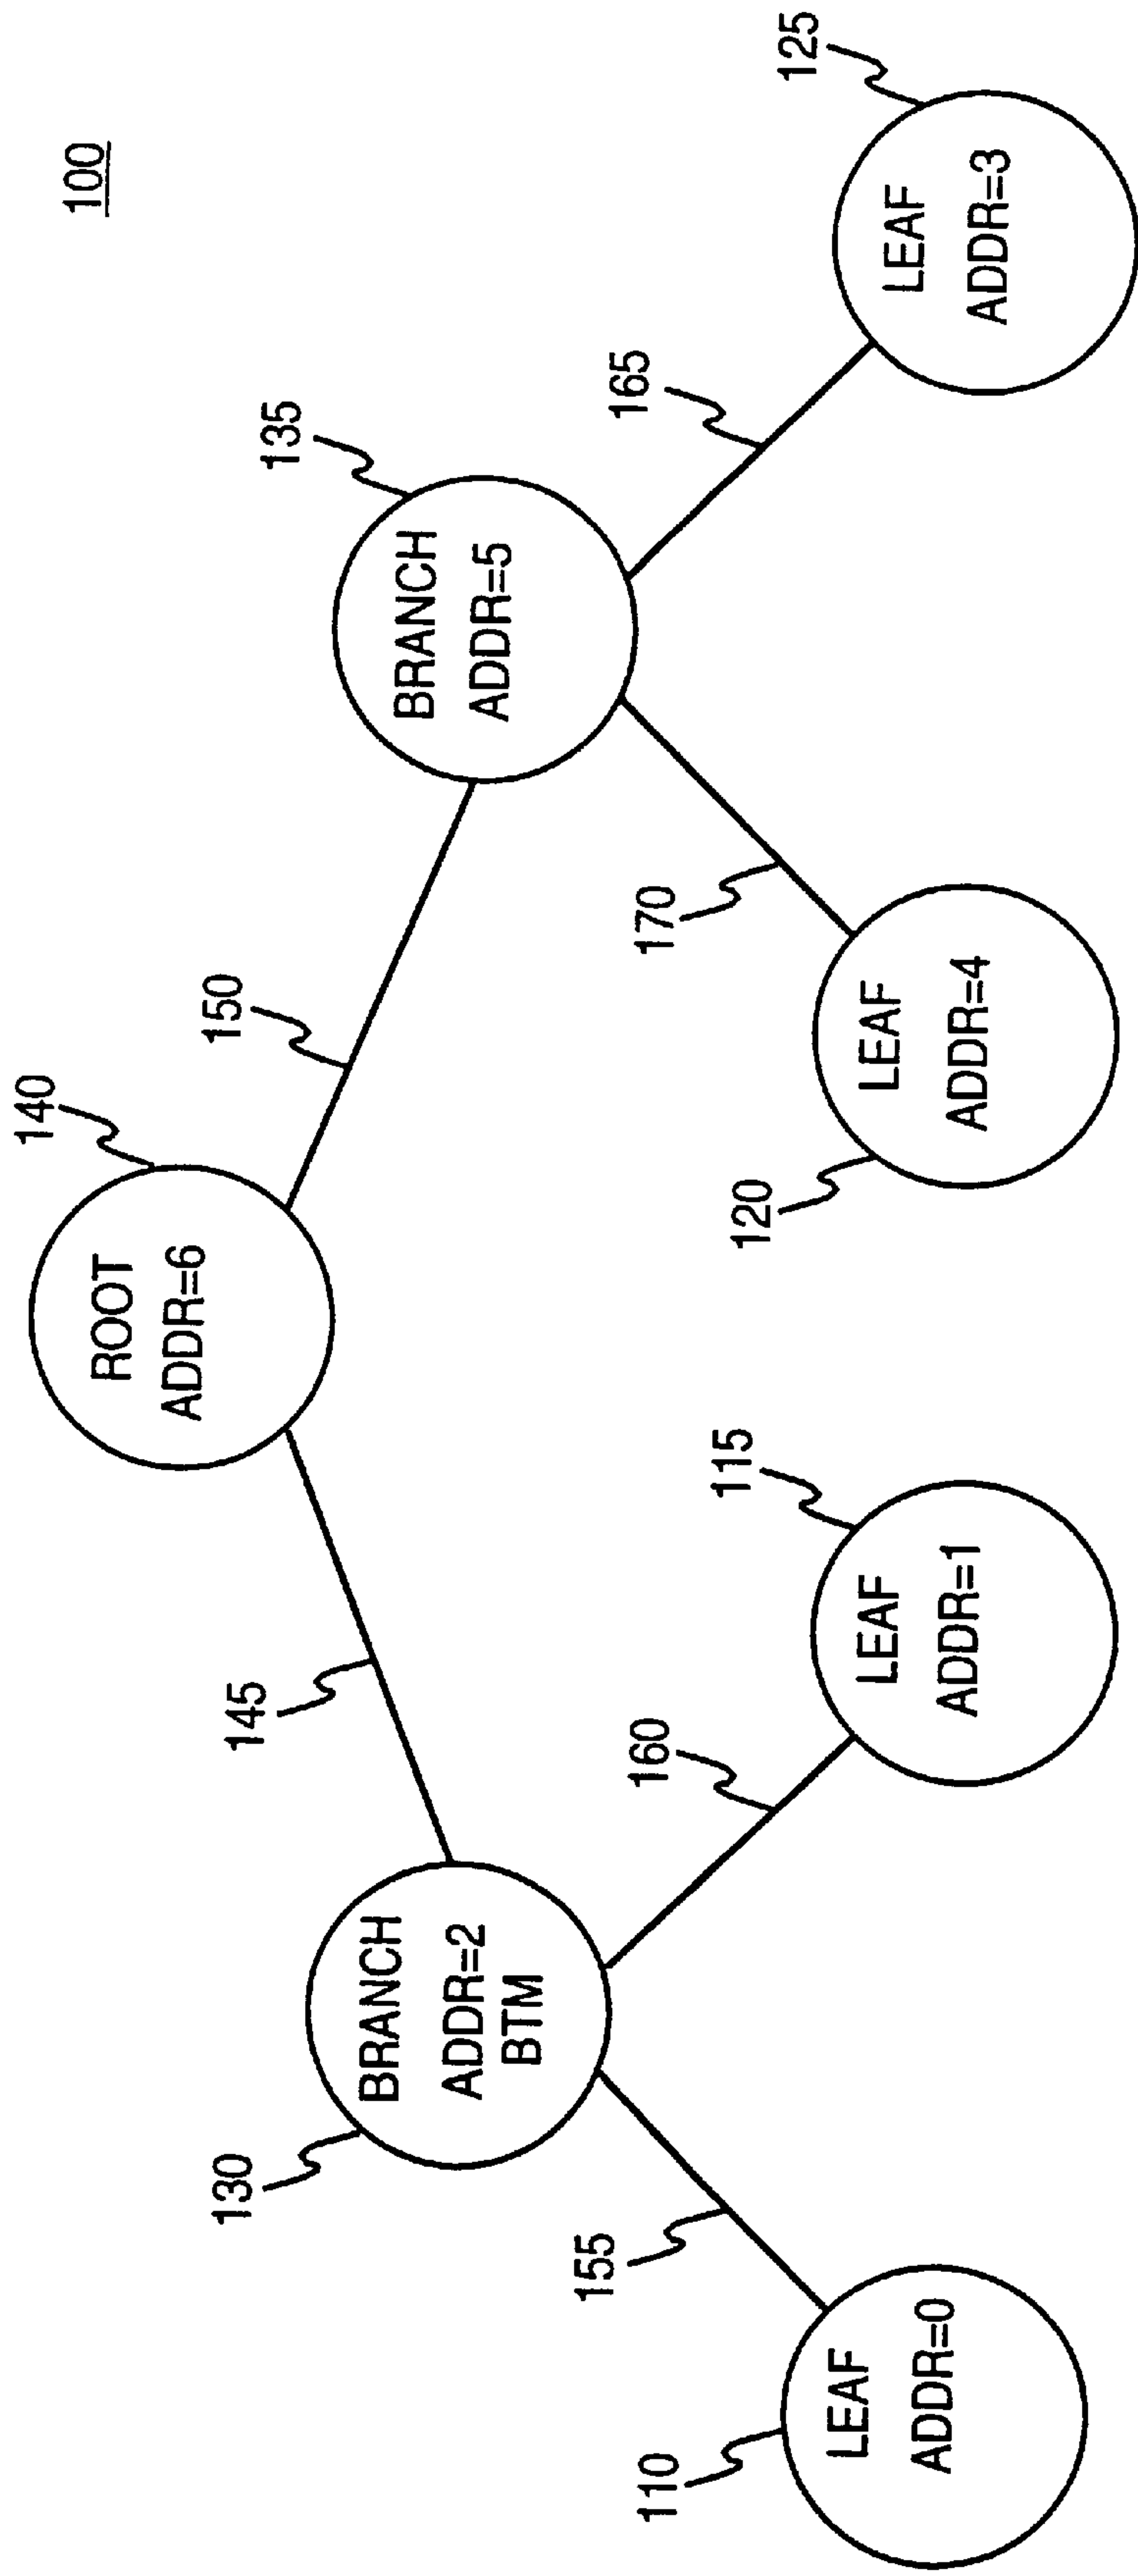 100
140
ROOT
ADDR=6
145
150
130
BRANCH
ADDR=2
BTM
135
BRANCH
ADDR=5
155
160
170
165
110
LEAF
ADDR=0
115
LEAF
ADDR=1
120
LEAF
ADDR=4
125
LEAF
ADDR=3